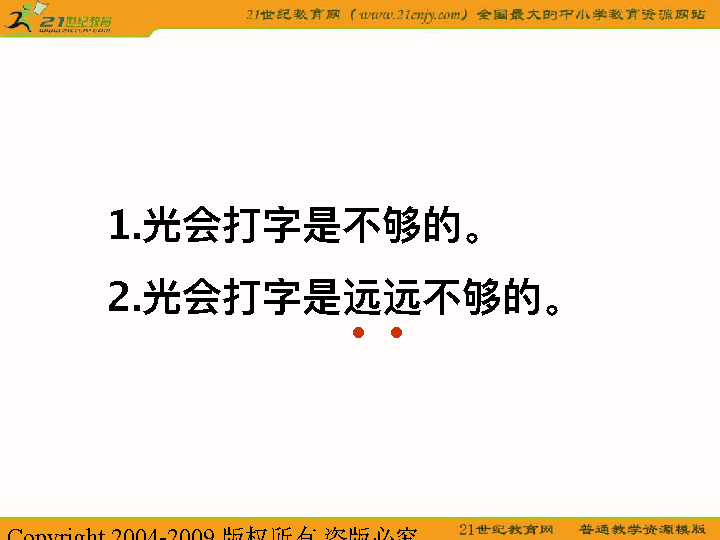 21世纪教育
www.21cnjy.com
21世纪教育网（www.21cnjy.com）全国最大的中小学教育资源网站
1.光会打字是不够的。
2.光会打字是远远不够的。
Copyright 2004-2009 版权所有 盗版必究
21世纪教育网 普通教学资源模版